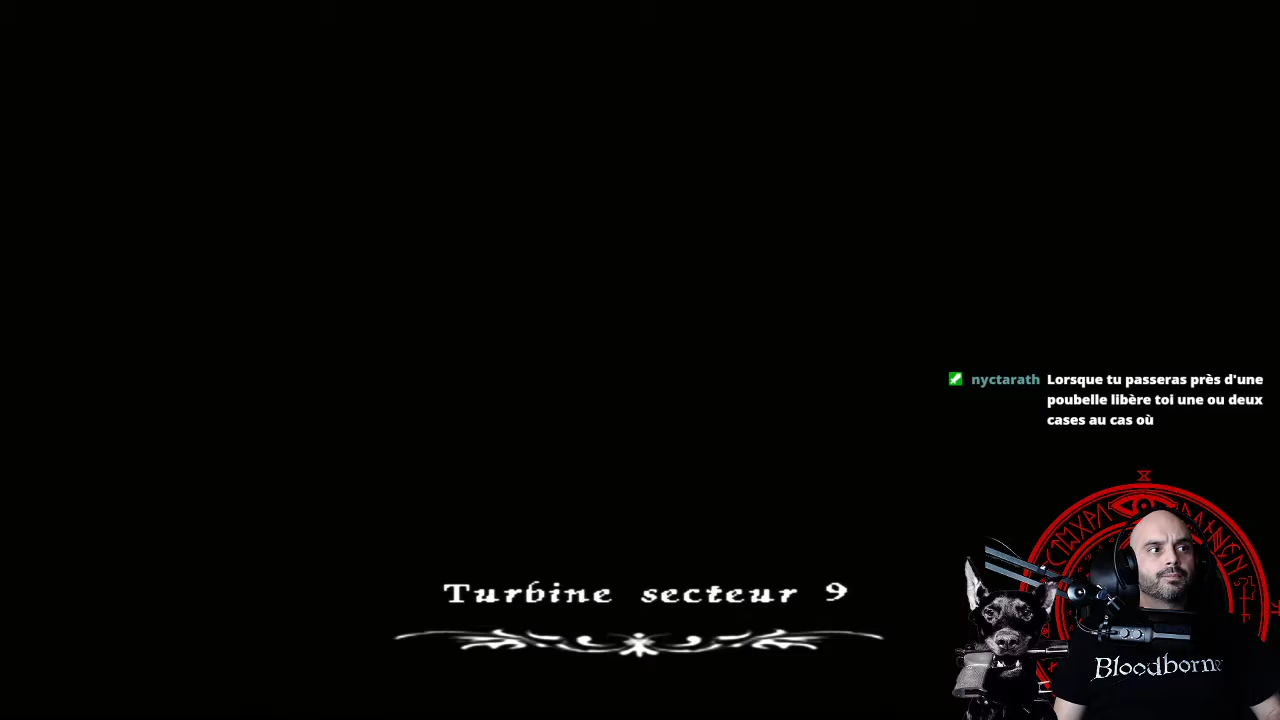 nyctarath Lorsque tu passeras près d'une
poubelle libère toi une ou deux
cases au cas où
Turbine secteur 9
Bloodborne